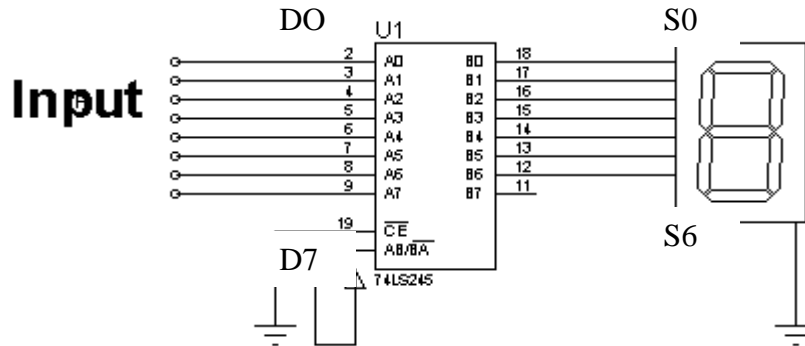 DO
U1
S0
Input
2 A0 B0 18
3 A1 B1 17
4 A2 B2 16
5 A3 B3 15
6 A4 B4 14
7 A5 B5 13
8 A6 B6 12
9 A7 B7 11
19 CE
AB/BA
D7
S6
74LS245